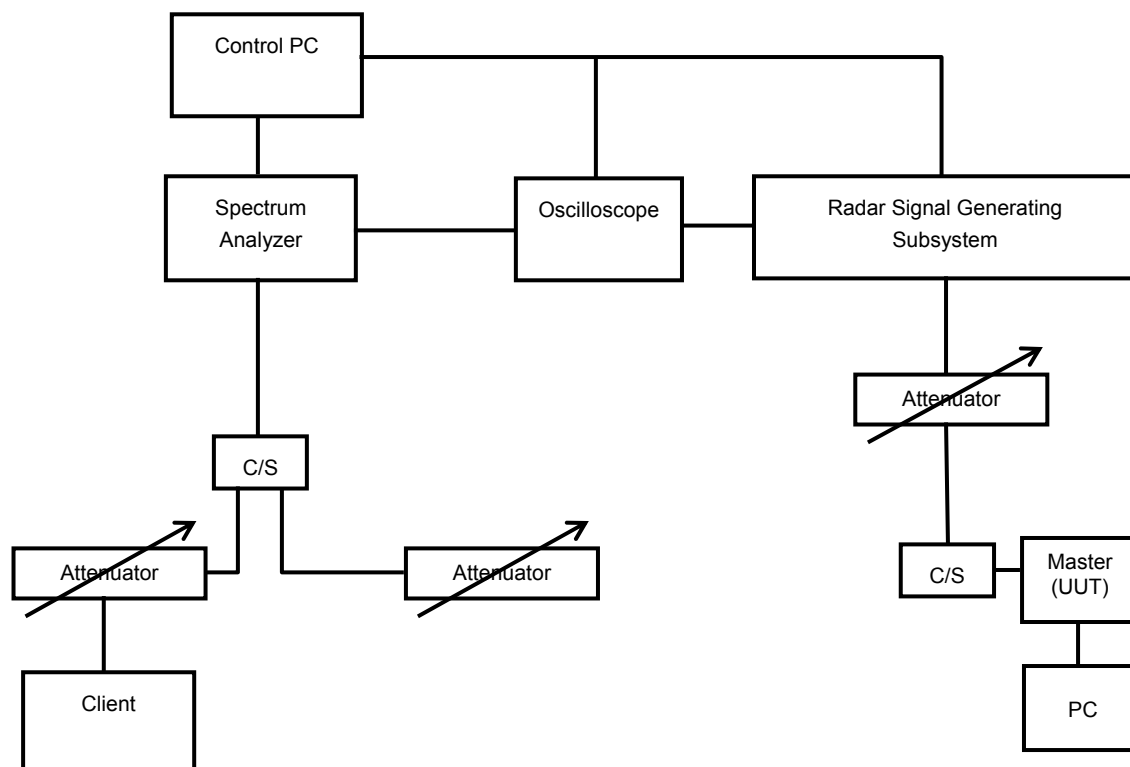 Control PC
Spectrum
Analyzer
Oscilloscope
Radar Signal Generating
Subsystem
Attenuator
C/S
Attenuator
Attenuator
C/S
Master
(UUT)
Client
PC